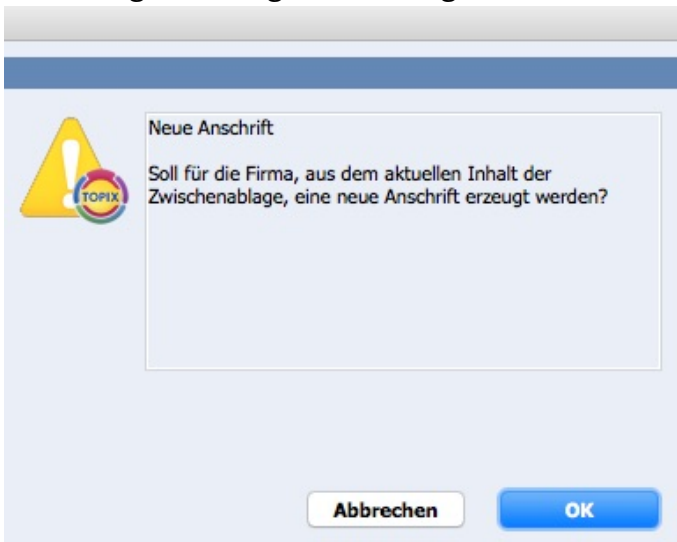 Neue Anschrift
Soll für die Firma, aus dem aktuellen Inhalt der
Zwischenablage, eine neue Anschrift erzeugt werden?
TOPIX
Abbrechen
OK